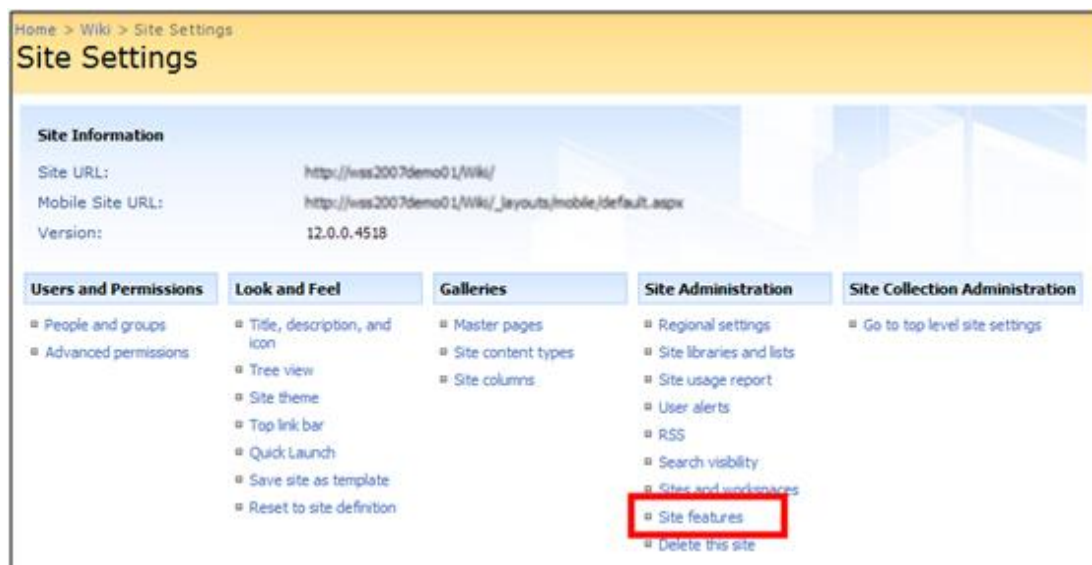 Home > Wiki > Site Settings
Site Settings
Site Information
Site URL: http://wss2007demo01/Wiki/
Mobile Site URL: http://wss2007demo01/Wiki/_layouts/mobile/default.aspx
Version: 12.0.0.4518
Users and Permissions
People and groups
Advanced permissions
Look and Feel
Title, description, and
icon
Tree view
Site theme
Top link bar
Quick Launch
Save site as template
Reset to site definition
Galleries
Master pages
Site content types
Site columns
Site Administration
Regional settings
Site libraries and lists
Site usage report
User alerts
RSS
Search visibility
Sites and workspaces
Site features
Delete this site
Site Collection Administration
Go to top level site settings